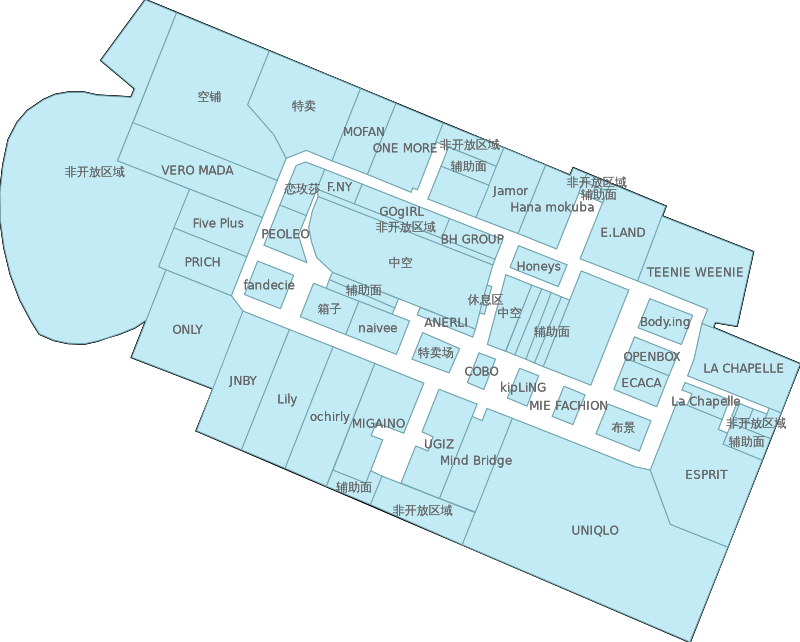 空铺
特卖
MOFAN
ONE MORE
非开放区域
辅助面
非开放区域
VERO MADA
恋玫莎
F.NY
GOgIRL
非开放区域
Jamor
Hana mokuba
非开放区域
辅助面
E.LAND
TEENIE WEENIE
Five Plus
PEOLEO
BH GROUP
PRICH
中空
Honeys
fandecie
辅助面
休息区
箱子
naivee
ANERLI
中空
辅助面
Body.ing
ONLY
特卖场
OPENBOX
LA CHAPELLE
JNBY
COBO
kipLiNG
ECACA
Lily
MIE FACHION
La Chapelle
ochirly
MIGAINO
布景
非开放区域
辅助面
UGIZ
Mind Bridge
ESPRIT
辅助面
非开放区域
UNIQLO